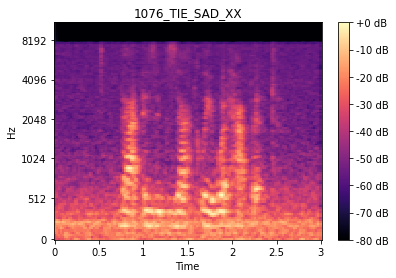 1076_TIE_SAD_XX
+0 dB
8192
-10 dB
4096
-20 dB
-30 dB
2048
-40 dB
Hz
1024
-50 dB
512
-60 dB
-70 dB
0
-80 dB
0 0.5 1 1.5 2 2.5 3
Time